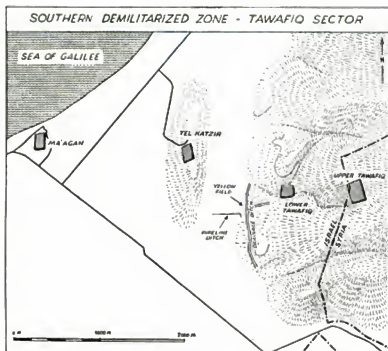 SOUTHERN DEMILITARIZED ZONE - TAWAFIQ SECTOR
SEA OF GALILEE
N
MA'AGAN
TEL KATZIR
UPPER TAWAFIQ
YELLOW
FIELD
LOWER
TAWAFIQ
PIPELINE
DITCH
ISRAEL
SYRIA